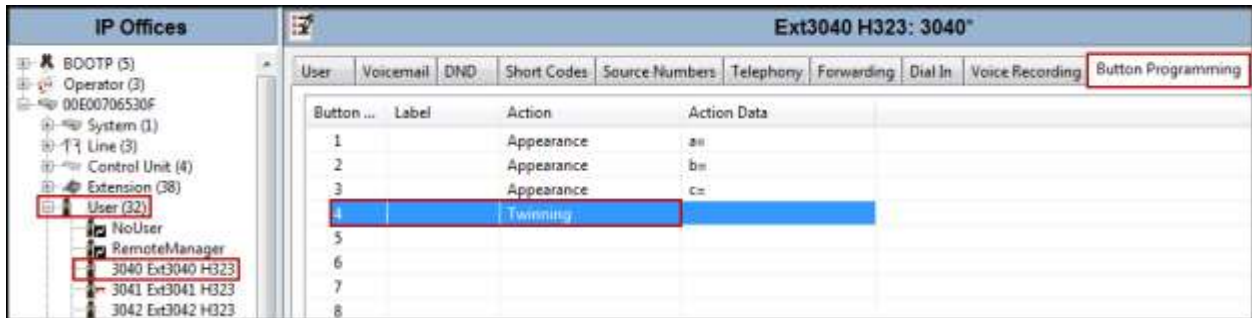 IP Offices
BOOTP (5)
Operator (3)
00E00706530F
System (1)
Line (3)
Control Unit (4)
Extension (38)
User (32)
NoUser
RemoteManager
3040 Ext3040 H323
3041 Ext3041 H323
3042 Ext3042 H323
Ext3040 H323: 3040*
User Voicemail DND Short Codes Source Numbers Telephony Forwarding Dial In Voice Recording Button Programming
Button ... Label Action Action Data
1 Appearance a=
2 Appearance b=
3 Appearance c=
4 Twinning
5
6
7
8